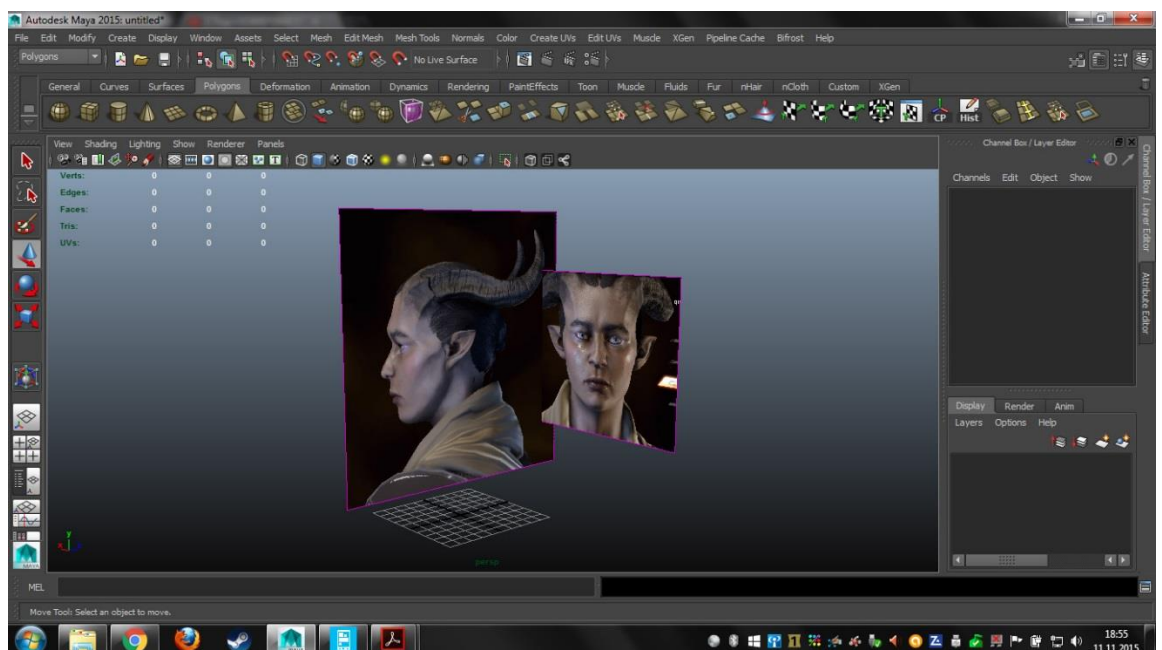 Autodesk Maya 2015: untitled*
File Edit Modify Create Display Window Assets Select Mesh Edit Mesh Mesh Tools Normals Color Create UVs Edit UVs Muscle XGen Pipeline Cache Bifrost Help
Polygons No Live Surface
General Curves Surfaces Polygons Deformation Animation Dynamics Rendering PaintEffects Toon Muscle Fluids Fur nHair nCloth Custom XGen
CP Hist
View Shading Lighting Show Renderer Panels
Channel Box / Layer Editor
Channels Edit Object Show
Verts: 0 0 0
Edges: 0 0 0
Faces: 0 0 0
Tris: 0 0 0
UVs: 0 0 0
Channel Box / Layer Editor
Attribute Editor
Display Render Anim
Layers Options Help
y
persp
MAYA
MEL
Move Tool: Select an object to move.
18:55
11.11.2015